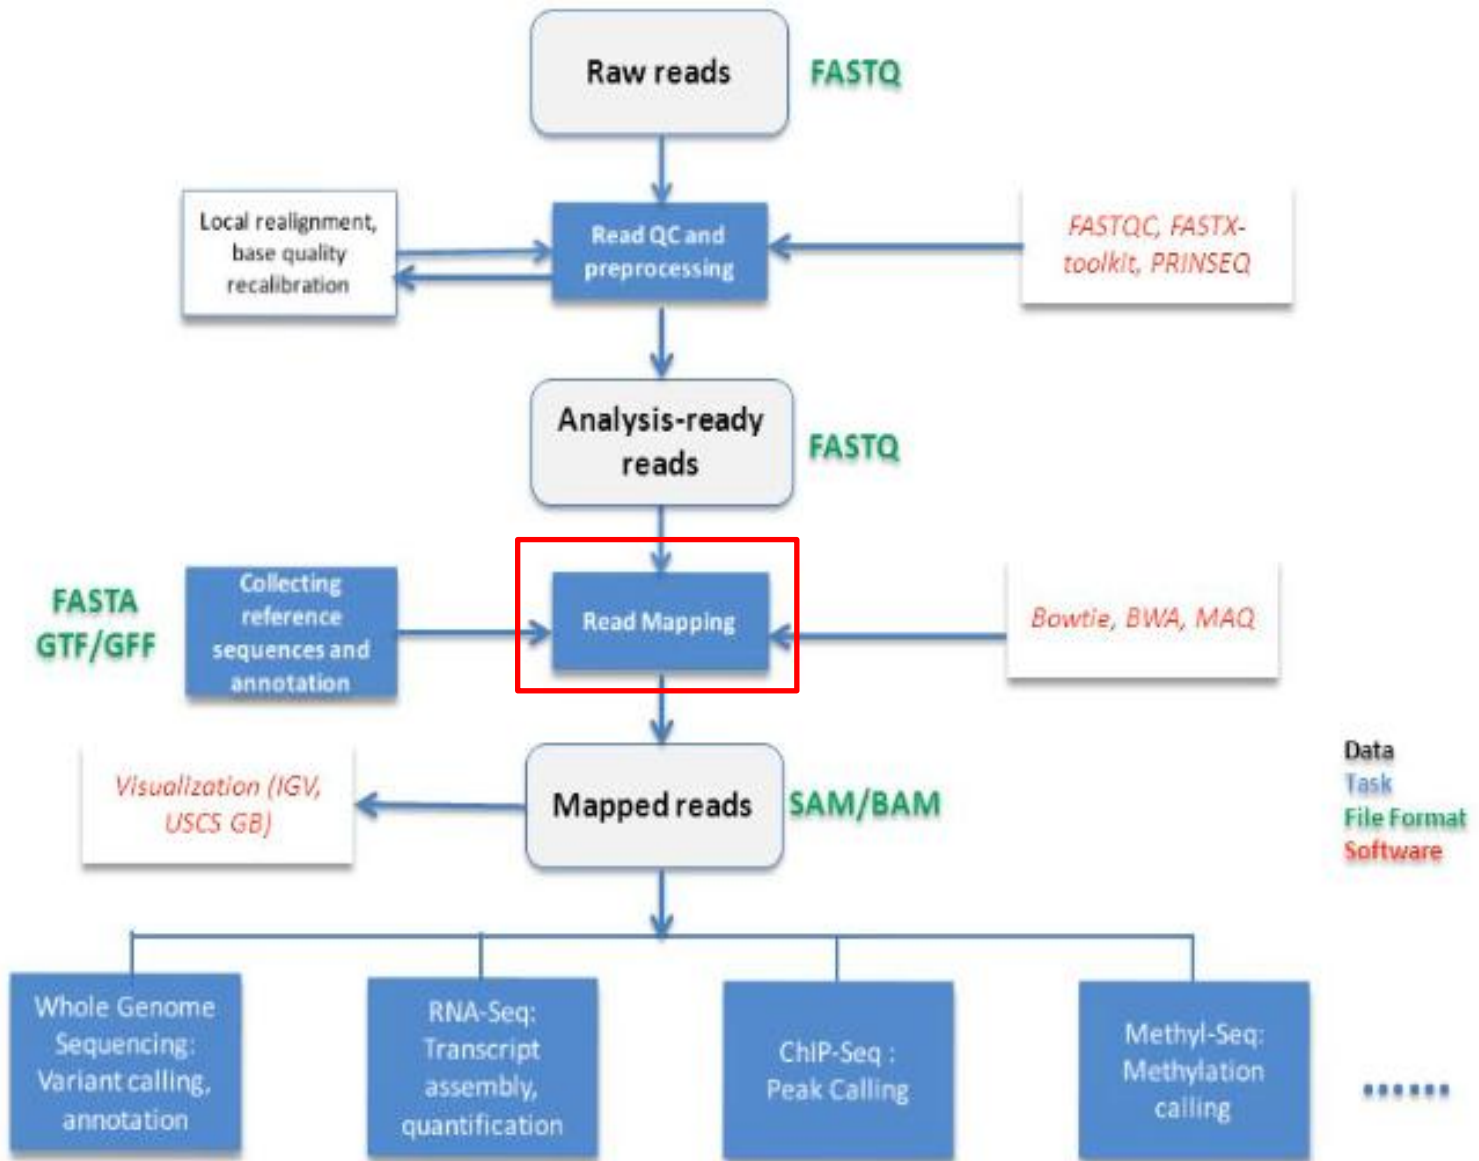 Raw reads
FASTQ
Local realignment,
base quality
recalibration
Read QC and
preprocessing
FASTQC, FASTX-
toolkit, PRINSEQ
Analysis-ready
reads
FASTQ
FASTA
GTF/GFF
Collecting
reference
sequences and
annotation
Read Mapping
Bowtie, BWA, MAQ
Visualization (IGV,
USCS GB)
Mapped reads
SAM/BAM
Data
Task
File Format
Software
Whole Genome
Sequencing:
Variant calling,
annotation
RNA-Seq:
Transcript
assembly,
quantification
ChIP-Seq :
Peak Calling
Methyl-Seq:
Methylation
calling
......